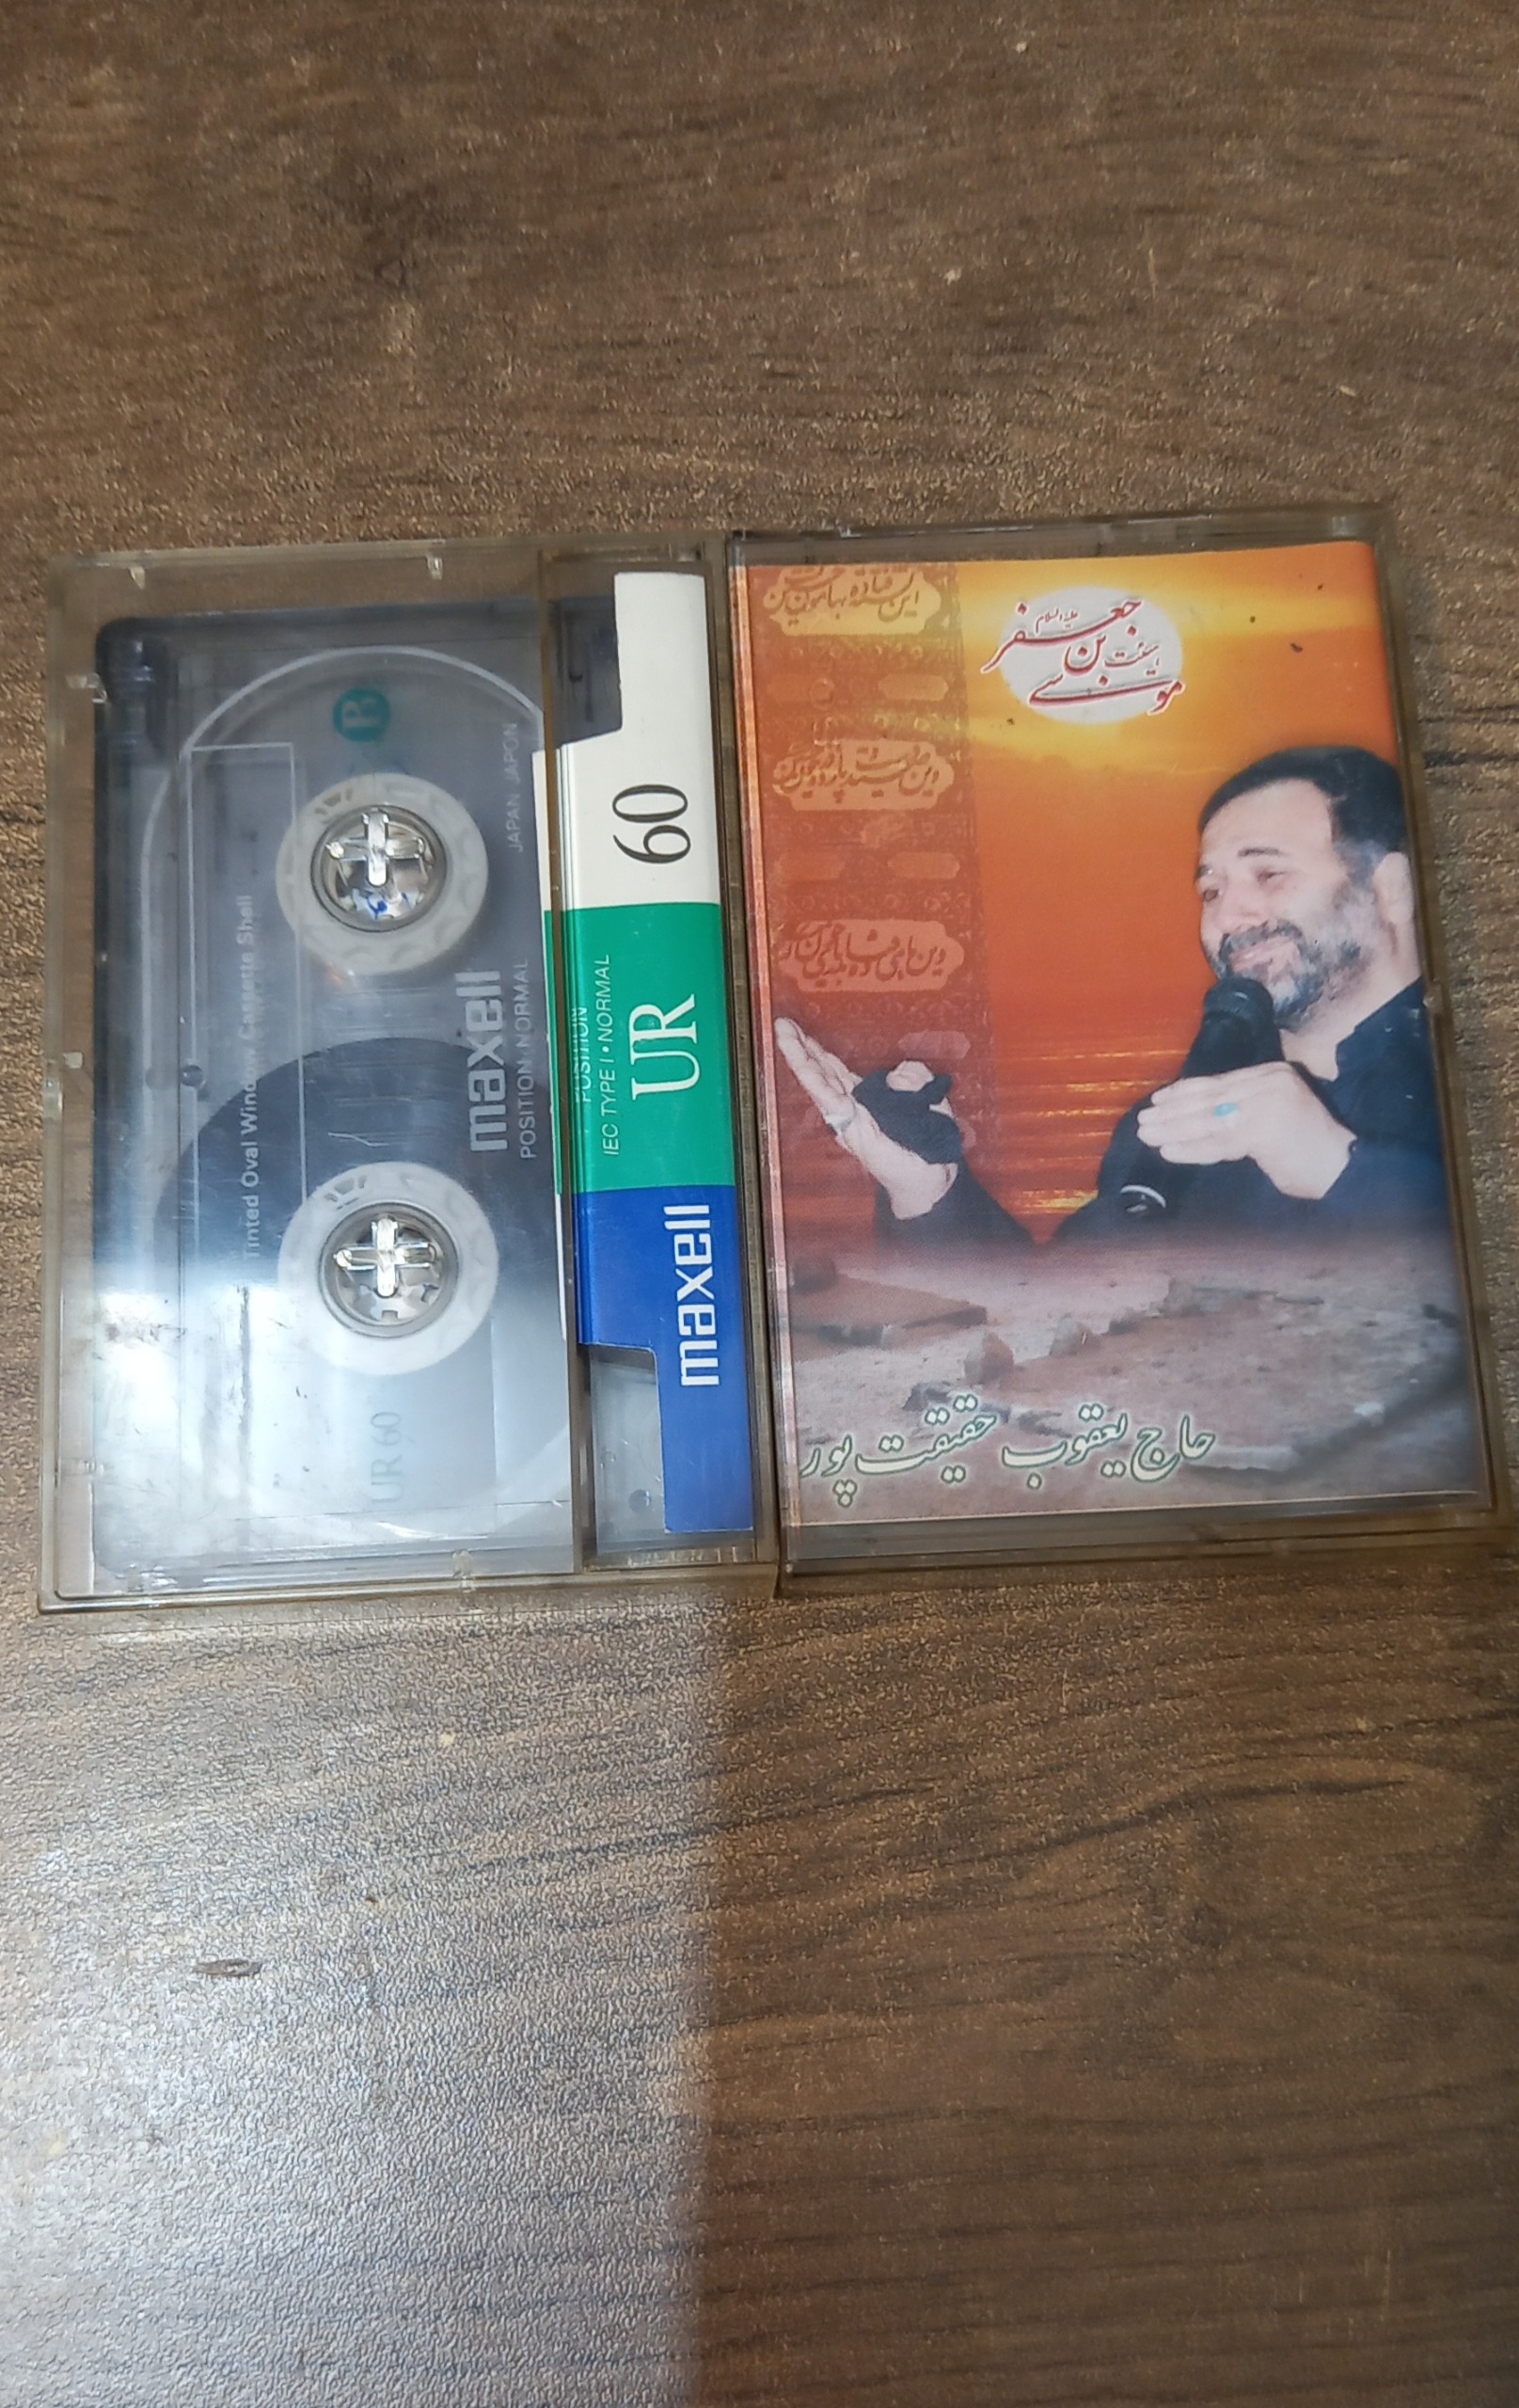 B
JAPAN JAPON
Tinted Oval Window Cassette Shell
maxell
POSITION NORMAL
UR 60
60
POSITION
IEC TYPE I • NORMAL
UR
maxell
هیئت
موسی بن جعفر
علیه السلام
حاج یعقوب حقیقت پور